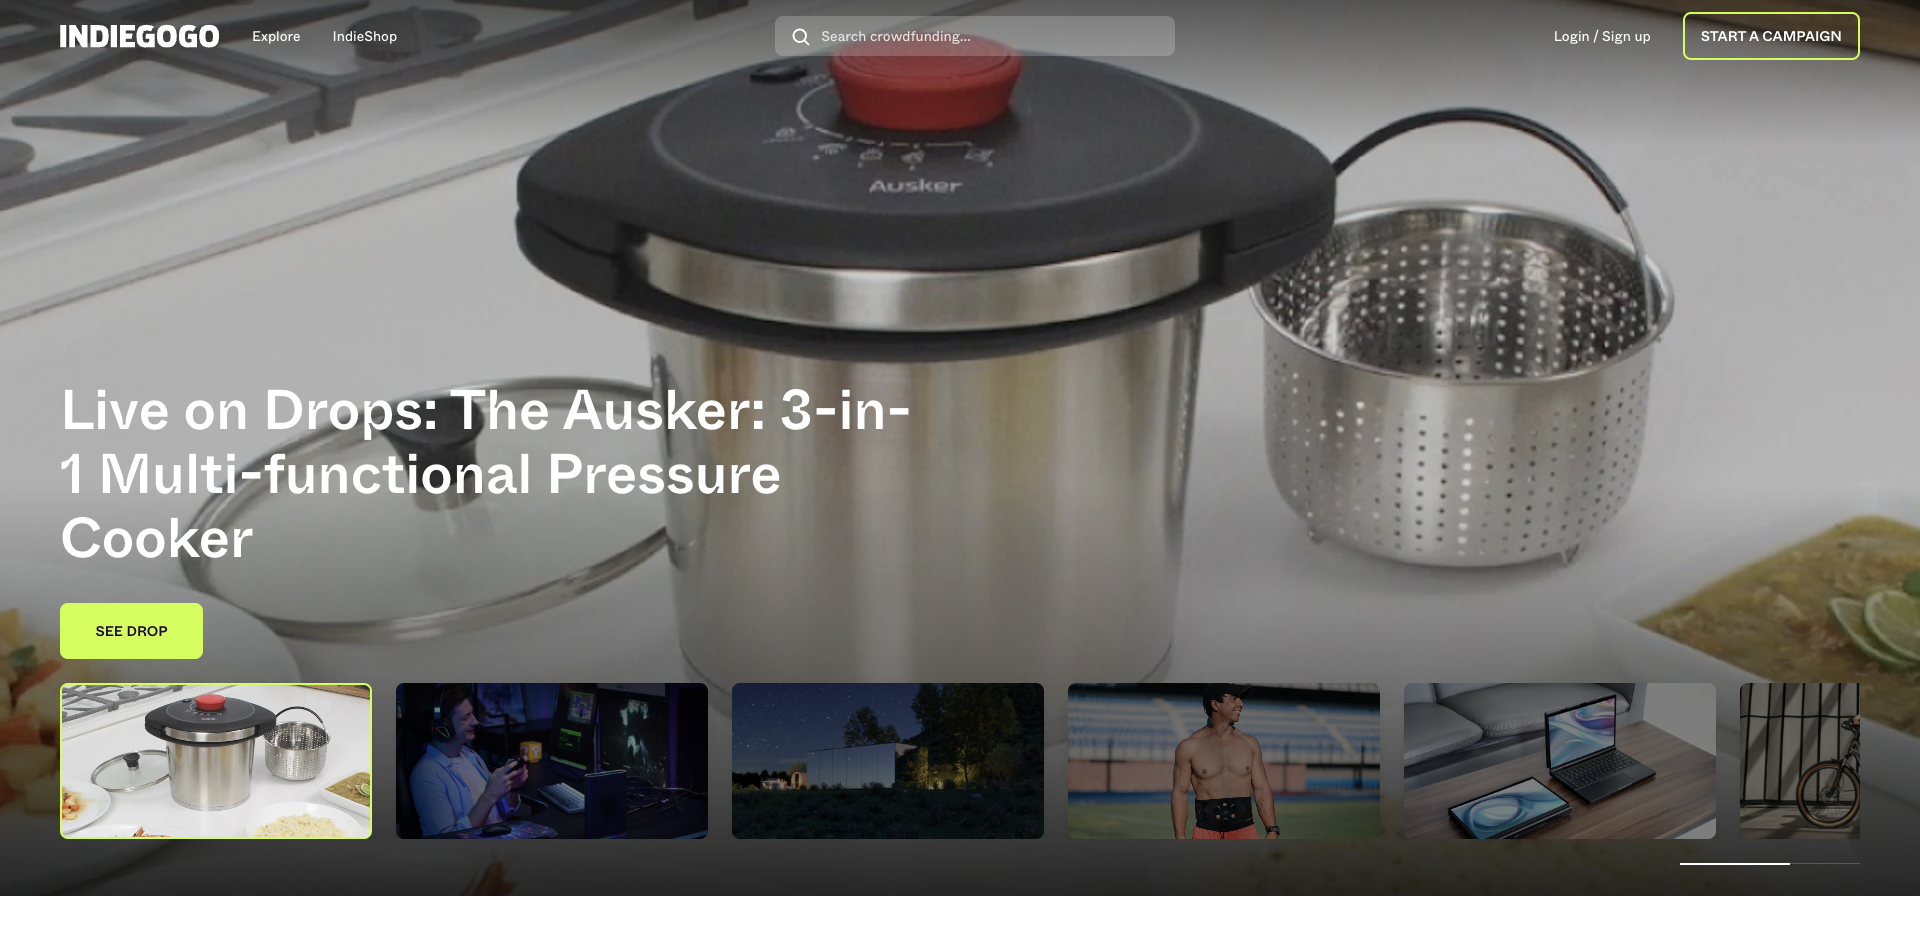 INDIEGOGO
Explore
IndieShop
Search crowdfunding...
Login / Sign up
START A CAMPAIGN
Ausker
Live on Drops: The Ausker: 3-in-
1 Multi-functional Pressure
Cooker
SEE DROP